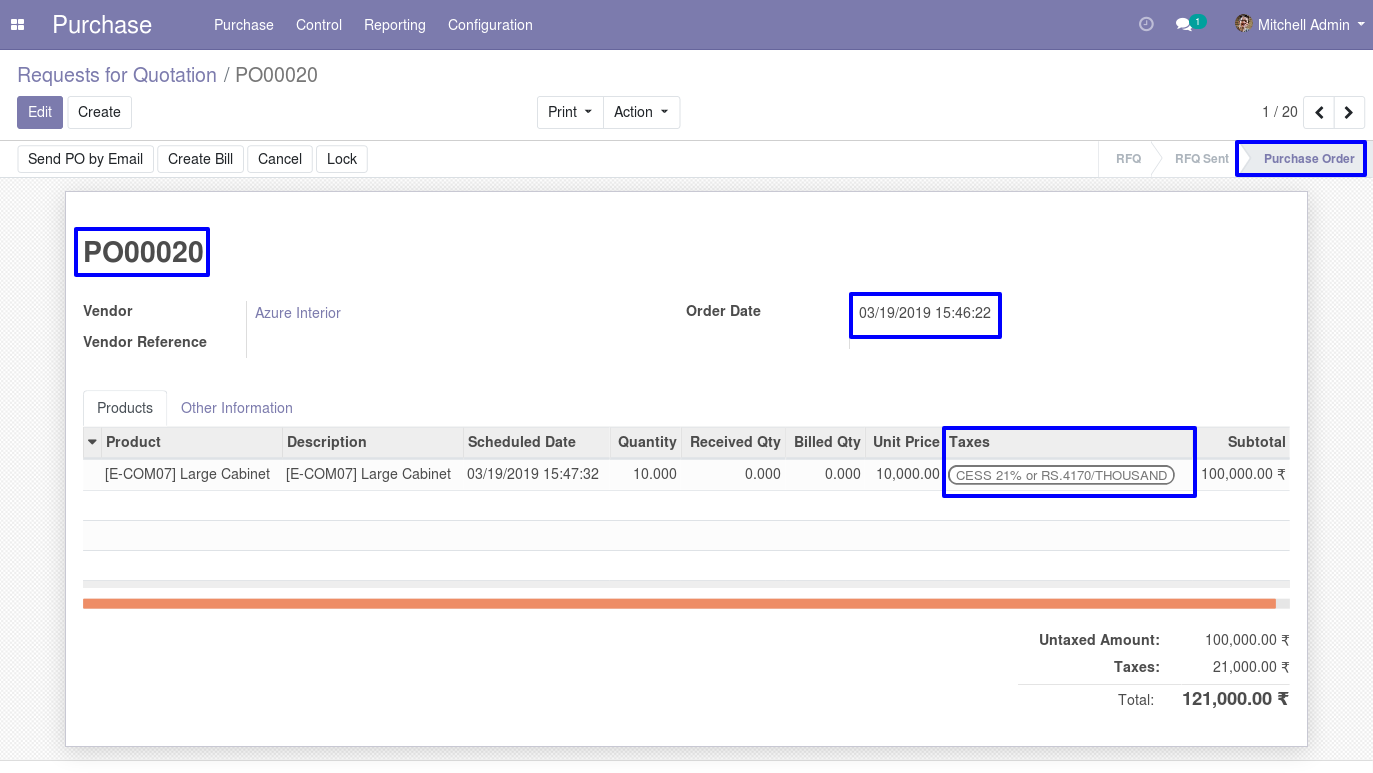 Purchase Purchase Control Reporting Configuration 1 Mitchell Admin
Requests for Quotation / PO00020
Edit Create Print Action 1 / 20
Send PO by Email Create Bill Cancel Lock RFQ RFQ Sent Purchase Order
PO00020
Vendor Azure Interior Order Date 03/19/2019 15:46:22
Vendor Reference
Products Other Information
Product Description Scheduled Date Quantity Received Qty Billed Qty Unit Price Taxes Subtotal
[E-COM07] Large Cabinet [E-COM07] Large Cabinet 03/19/2019 15:47:32 10.000 0.000 0.000 10,000.00 CESS 21% or RS.4170/THOUSAND 100,000.00 ₹
Untaxed Amount: 100,000.00 ₹
Taxes: 21,000.00 ₹
Total: 121,000.00 ₹